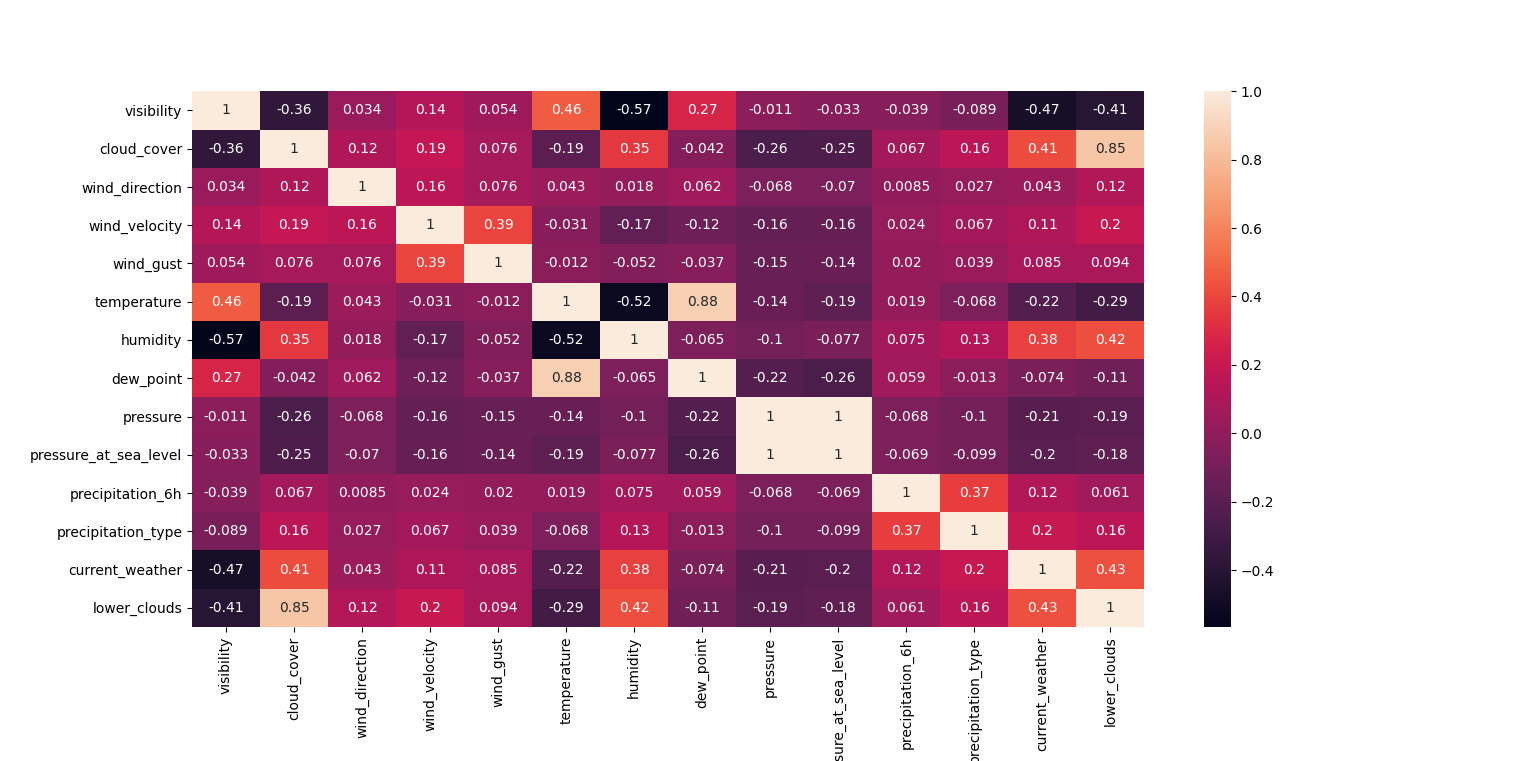 visibility 1 -0.36 0.034 0.14 0.054 0.46 -0.57 0.27 -0.011 -0.033 -0.039 -0.089 -0.47 -0.41
cloud_cover -0.36 1 0.12 0.19 0.076 -0.19 0.35 -0.042 -0.26 -0.25 0.067 0.16 0.41 0.85
wind_direction 0.034 0.12 1 0.16 0.076 0.043 0.018 0.062 -0.068 -0.07 0.0085 0.027 0.043 0.12
wind_velocity 0.14 0.19 0.16 1 0.39 -0.031 -0.17 -0.12 -0.16 -0.16 0.024 0.067 0.11 0.2
wind_gust 0.054 0.076 0.076 0.39 1 -0.012 -0.052 -0.037 -0.15 -0.14 0.02 0.039 0.085 0.094
temperature 0.46 -0.19 0.043 -0.031 -0.012 1 -0.52 0.88 -0.14 -0.19 0.019 -0.068 -0.22 -0.29
humidity -0.57 0.35 0.018 -0.17 -0.052 -0.52 1 -0.065 -0.1 -0.077 0.075 0.13 0.38 0.42
dew_point 0.27 -0.042 0.062 -0.12 -0.037 0.88 -0.065 1 -0.22 -0.26 0.059 -0.013 -0.074 -0.11
pressure -0.011 -0.26 -0.068 -0.16 -0.15 -0.14 -0.1 -0.22 1 1 -0.068 -0.1 -0.21 -0.19
pressure_at_sea_level -0.033 -0.25 -0.07 -0.16 -0.14 -0.19 -0.077 -0.26 1 1 -0.069 -0.099 -0.2 -0.18
precipitation_6h -0.039 0.067 0.0085 0.024 0.02 0.019 0.075 0.059 -0.068 -0.069 1 0.37 0.12 0.061
precipitation_type -0.089 0.16 0.027 0.067 0.039 -0.068 0.13 -0.013 -0.1 -0.099 0.37 1 0.2 0.16
current_weather -0.47 0.41 0.043 0.11 0.085 -0.22 0.38 -0.074 -0.21 -0.2 0.12 0.2 1 0.43
lower_clouds -0.41 0.85 0.12 0.2 0.094 -0.29 0.42 -0.11 -0.19 -0.18 0.061 0.16 0.43 1
visibility
cloud_cover
wind_direction
wind_velocity
wind_gust
temperature
humidity
dew_point
pressure
sure_at_sea_level
precipitation_6h
precipitation_type
current_weather
lower_clouds
1.0
0.8
0.6
0.4
0.2
0.0
−0.2
−0.4